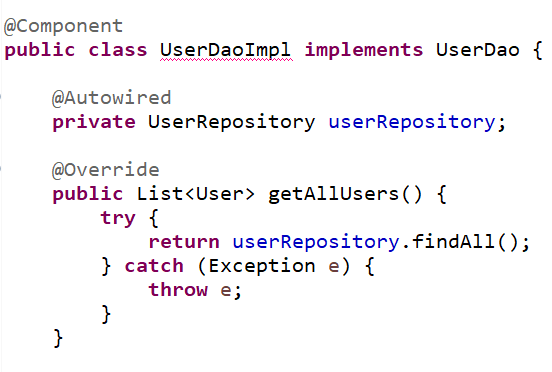 @Component
public class UserDaoImpl implements UserDao {
@Autowired
private UserRepository userRepository;
@Override
public List<User> getAllUsers() {
try {
return userRepository.findAll();
} catch (Exception e) {
throw e;
}
}